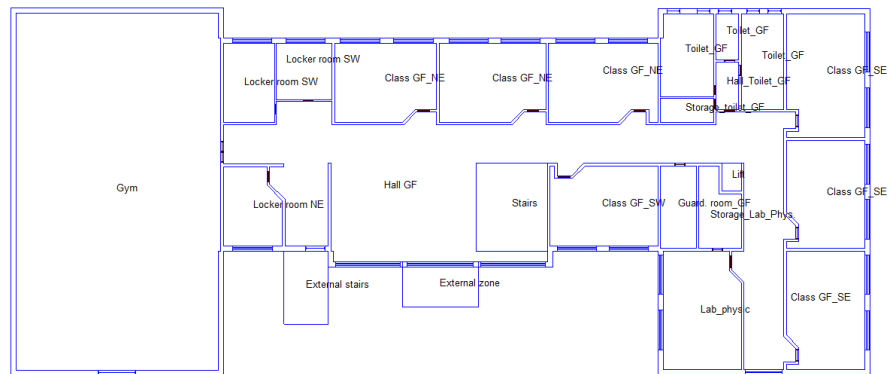 Toilet_GF
Toilet_GF
Toilet_GF
Locker room SW
Locker room SW
Class GF_NE
Class GF_NE
Class GF_NE
Class GF_SE
Hall_Toilet_GF
Storage_toilet_GF
Lift
Gym
Hall GF
Class GF_SE
Locker room NE
Stairs
Class GF_SW
Guard. room_GF
Storage_Lab_Phys.
External stairs
External zone
Class GF_SE
Lab_physic